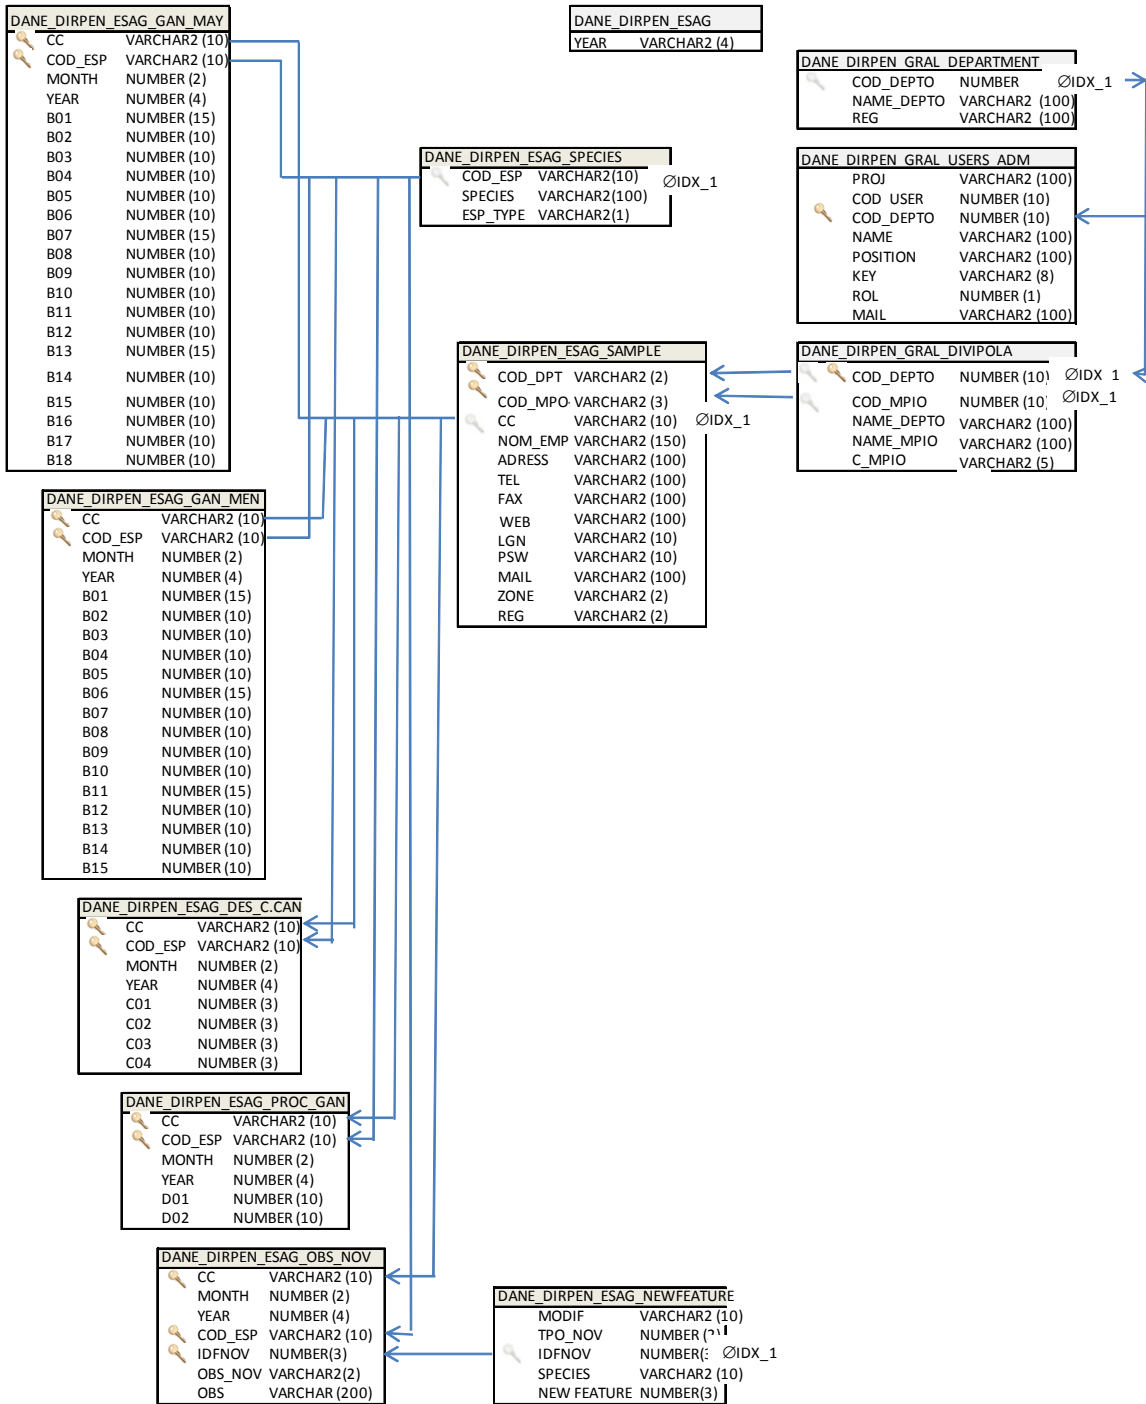 DANE_DIRPEN_ESAG_GAN_MAY
CC VARCHAR2 (10)
COD_ESP VARCHAR2 (10)
MONTH NUMBER (2)
YEAR NUMBER (4)
B01 NUMBER (15)
B02 NUMBER (10)
B03 NUMBER (10)
B04 NUMBER (10)
B05 NUMBER (10)
B06 NUMBER (10)
B07 NUMBER (15)
B08 NUMBER (10)
B09 NUMBER (10)
B10 NUMBER (10)
B11 NUMBER (10)
B12 NUMBER (10)
B13 NUMBER (15)
B14 NUMBER (10)
B15 NUMBER (10)
B16 NUMBER (10)
B17 NUMBER (10)
B18 NUMBER (10)
DANE_DIRPEN_ESAG
YEAR VARCHAR2 (4)
DANE_DIRPEN_GRAL_DEPARTMENT
COD_DEPTO NUMBER ∅IDX_1
NAME_DEPTO VARCHAR2 (100)
REG VARCHAR2 (100)
DANE_DIRPEN_ESAG_SPECIES
COD_ESP VARCHAR2(10) ∅IDX_1
SPECIES VARCHAR2(100)
ESP_TYPE VARCHAR2(1)
DANE_DIRPEN_GRAL_USERS_ADM
PROJ VARCHAR2 (100)
COD_USER NUMBER (10)
COD_DEPTO NUMBER (10)
NAME VARCHAR2 (100)
POSITION VARCHAR2 (100)
KEY VARCHAR2 (8)
ROL NUMBER (1)
MAIL VARCHAR2 (100)
DANE_DIRPEN_ESAG_SAMPLE
COD_DPT VARCHAR2 (2)
COD_MPO VARCHAR2 (3)
CC VARCHAR2 (10) ∅IDX_1
NOM_EMP VARCHAR2 (150)
ADRESS VARCHAR2 (100)
TEL VARCHAR2 (100)
FAX VARCHAR2 (100)
WEB VARCHAR2 (100)
LGN VARCHAR2 (10)
PSW VARCHAR2 (10)
MAIL VARCHAR2 (100)
ZONE VARCHAR2 (2)
REG VARCHAR2 (2)
DANE_DIRPEN_GRAL_DIVIPOLA
COD_DEPTO NUMBER (10) ∅IDX_1
COD_MPIO NUMBER (10) ∅IDX_1
NAME_DEPTO VARCHAR2 (100)
NAME_MPIO VARCHAR2 (100)
C_MPIO VARCHAR2 (5)
DANE_DIRPEN_ESAG_GAN_MEN
CC VARCHAR2 (10)
COD_ESP VARCHAR2 (10)
MONTH NUMBER (2)
YEAR NUMBER (4)
B01 NUMBER (15)
B02 NUMBER (10)
B03 NUMBER (10)
B04 NUMBER (10)
B05 NUMBER (10)
B06 NUMBER (15)
B07 NUMBER (10)
B08 NUMBER (10)
B09 NUMBER (10)
B10 NUMBER (10)
B11 NUMBER (15)
B12 NUMBER (10)
B13 NUMBER (10)
B14 NUMBER (10)
B15 NUMBER (10)
DANE_DIRPEN_ESAG_DES_C.CAN
CC VARCHAR2 (10)
COD_ESP VARCHAR2 (10)
MONTH NUMBER (2)
YEAR NUMBER (4)
C01 NUMBER (3)
C02 NUMBER (3)
C03 NUMBER (3)
C04 NUMBER (3)
DANE_DIRPEN_ESAG_PROC_GAN
CC VARCHAR2 (10)
COD_ESP VARCHAR2 (10)
MONTH NUMBER (2)
YEAR NUMBER (4)
D01 NUMBER (10)
D02 NUMBER (10)
DANE_DIRPEN_ESAG_OBS_NOV
CC VARCHAR2 (10)
MONTH NUMBER (2)
YEAR NUMBER (4)
COD_ESP VARCHAR2 (10)
IDFNOV NUMBER(3)
OBS_NOV VARCHAR2(2)
OBS VARCHAR (200)
DANE_DIRPEN_ESAG_NEWFEATURE
MODIF VARCHAR2 (10)
TPO_NOV NUMBER
IDFNOV NUMBER ∅IDX_1
SPECIES VARCHAR2 (10)
NEW FEATURE NUMBER(3)